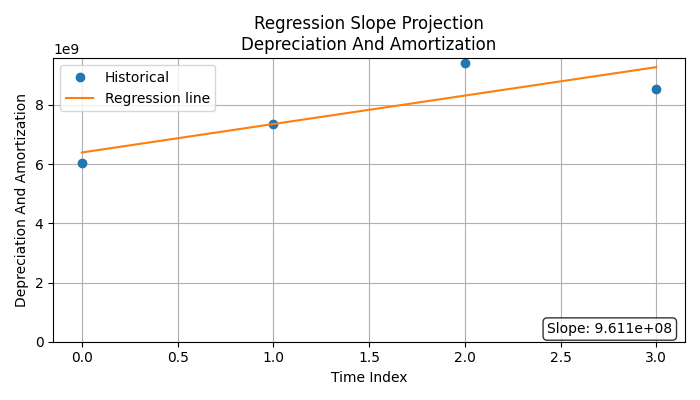 Regression Slope Projection
Depreciation And Amortization
1e9
Historical
Regression line
8
6
4
2
0
Depreciation And Amortization
Slope: 9.611e+08
0.0 0.5 1.0 1.5 2.0 2.5 3.0
Time Index